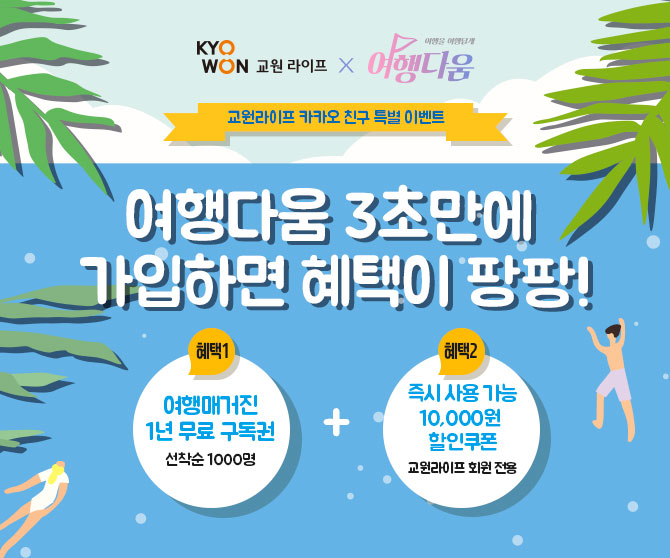 KYO
WON 교원 라이프 × 여행을 여행답게
여행다움
교원라이프 카카오 친구 특별 이벤트
여행다움 3초만에
가입하면 혜택이 팡팡!
혜택1
여행매거진
1년 무료 구독권
선착순 1000명
+
혜택2
즉시 사용 가능
10,000원
할인쿠폰
교원라이프 회원 전용